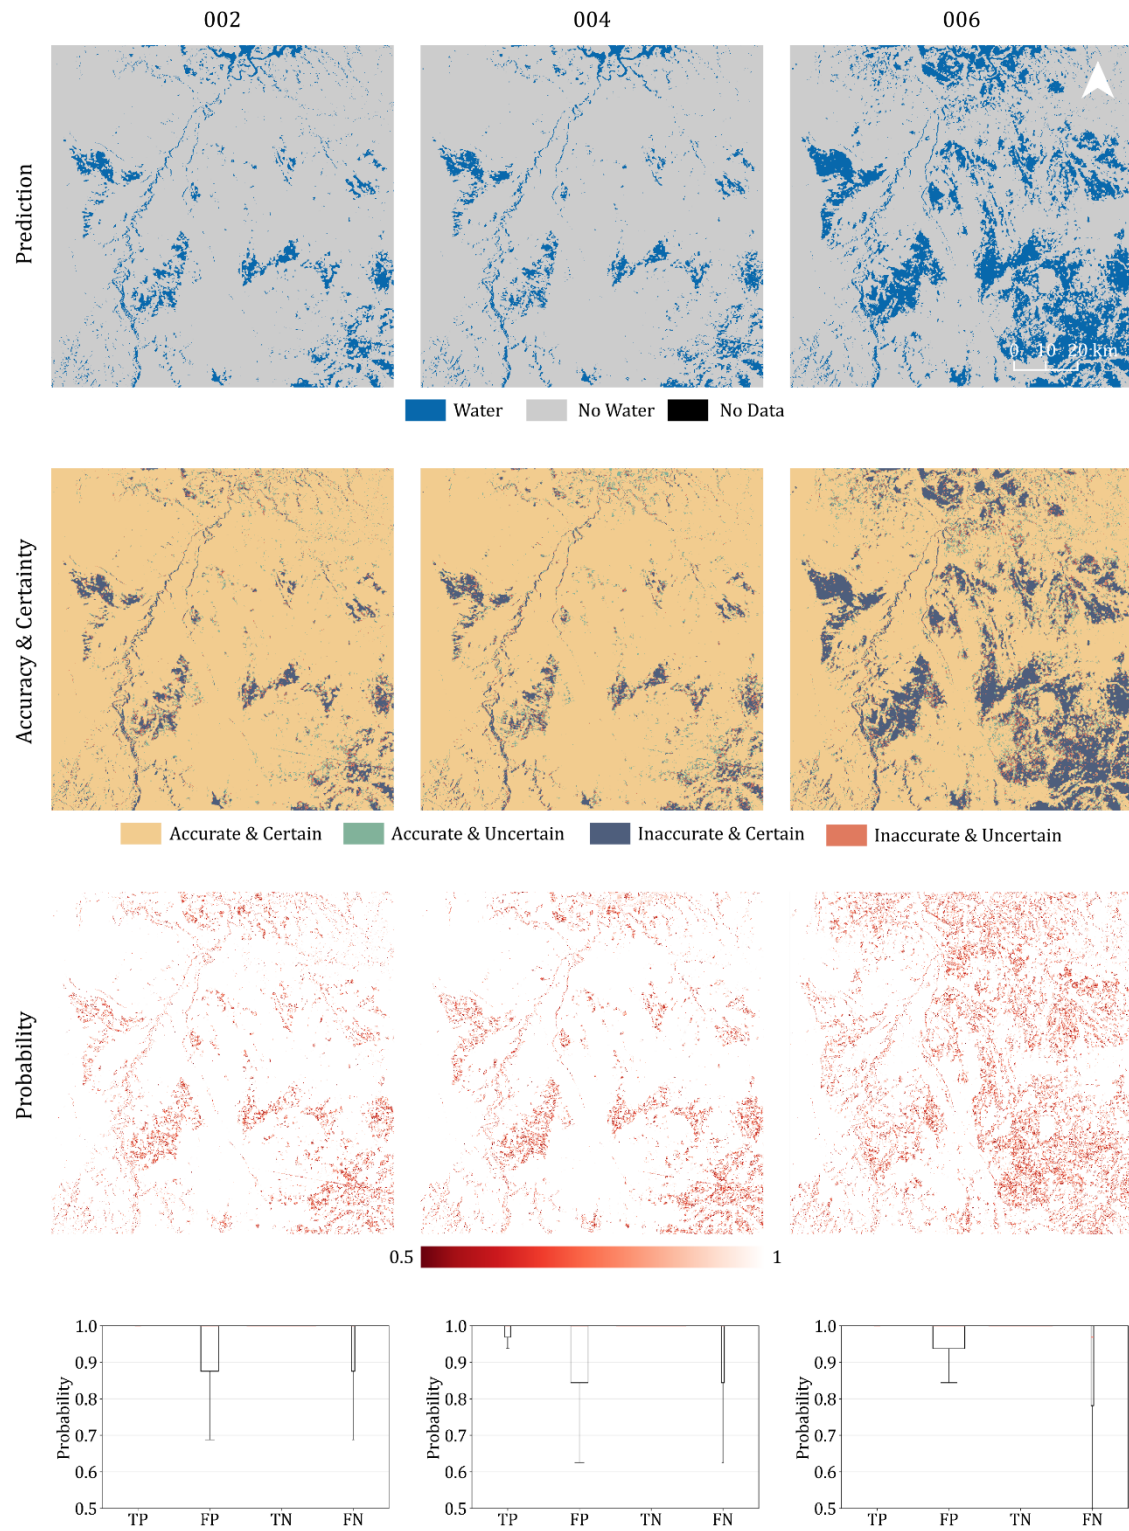 002 004 006
Prediction
0 10 20 km
Water No Water No Data
Accuracy & Certainty
Accurate & Certain Accurate & Uncertain Inaccurate & Certain Inaccurate & Uncertain
Probability
0.5 1
Probability
1.0
0.9
0.8
0.7
0.6
0.5
TP FP TN FN
Probability
1.0
0.9
0.8
0.7
0.6
0.5
TP FP TN FN
Probability
1.0
0.9
0.8
0.7
0.6
0.5
TP FP TN FN